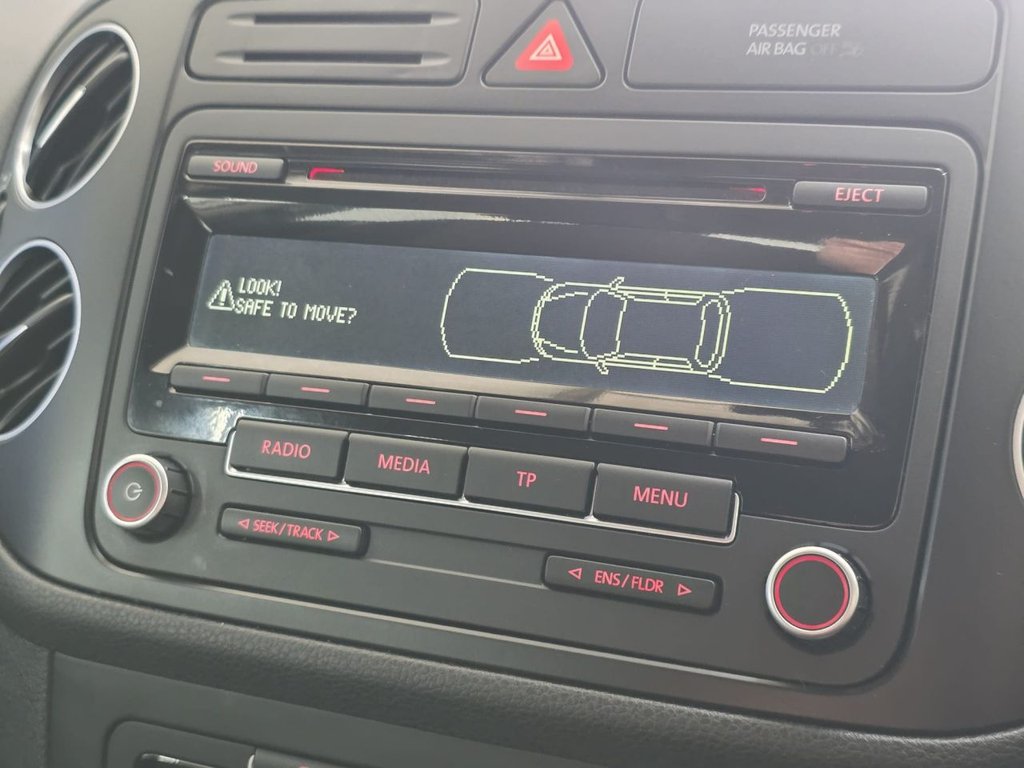 PASSENGER
AIR BAG OFF
SOUND
EJECT
LOOK!
SAFE TO MOVE?
RADIO
MEDIA
TP
MENU
SEEK/TRACK
ENS/FLDR